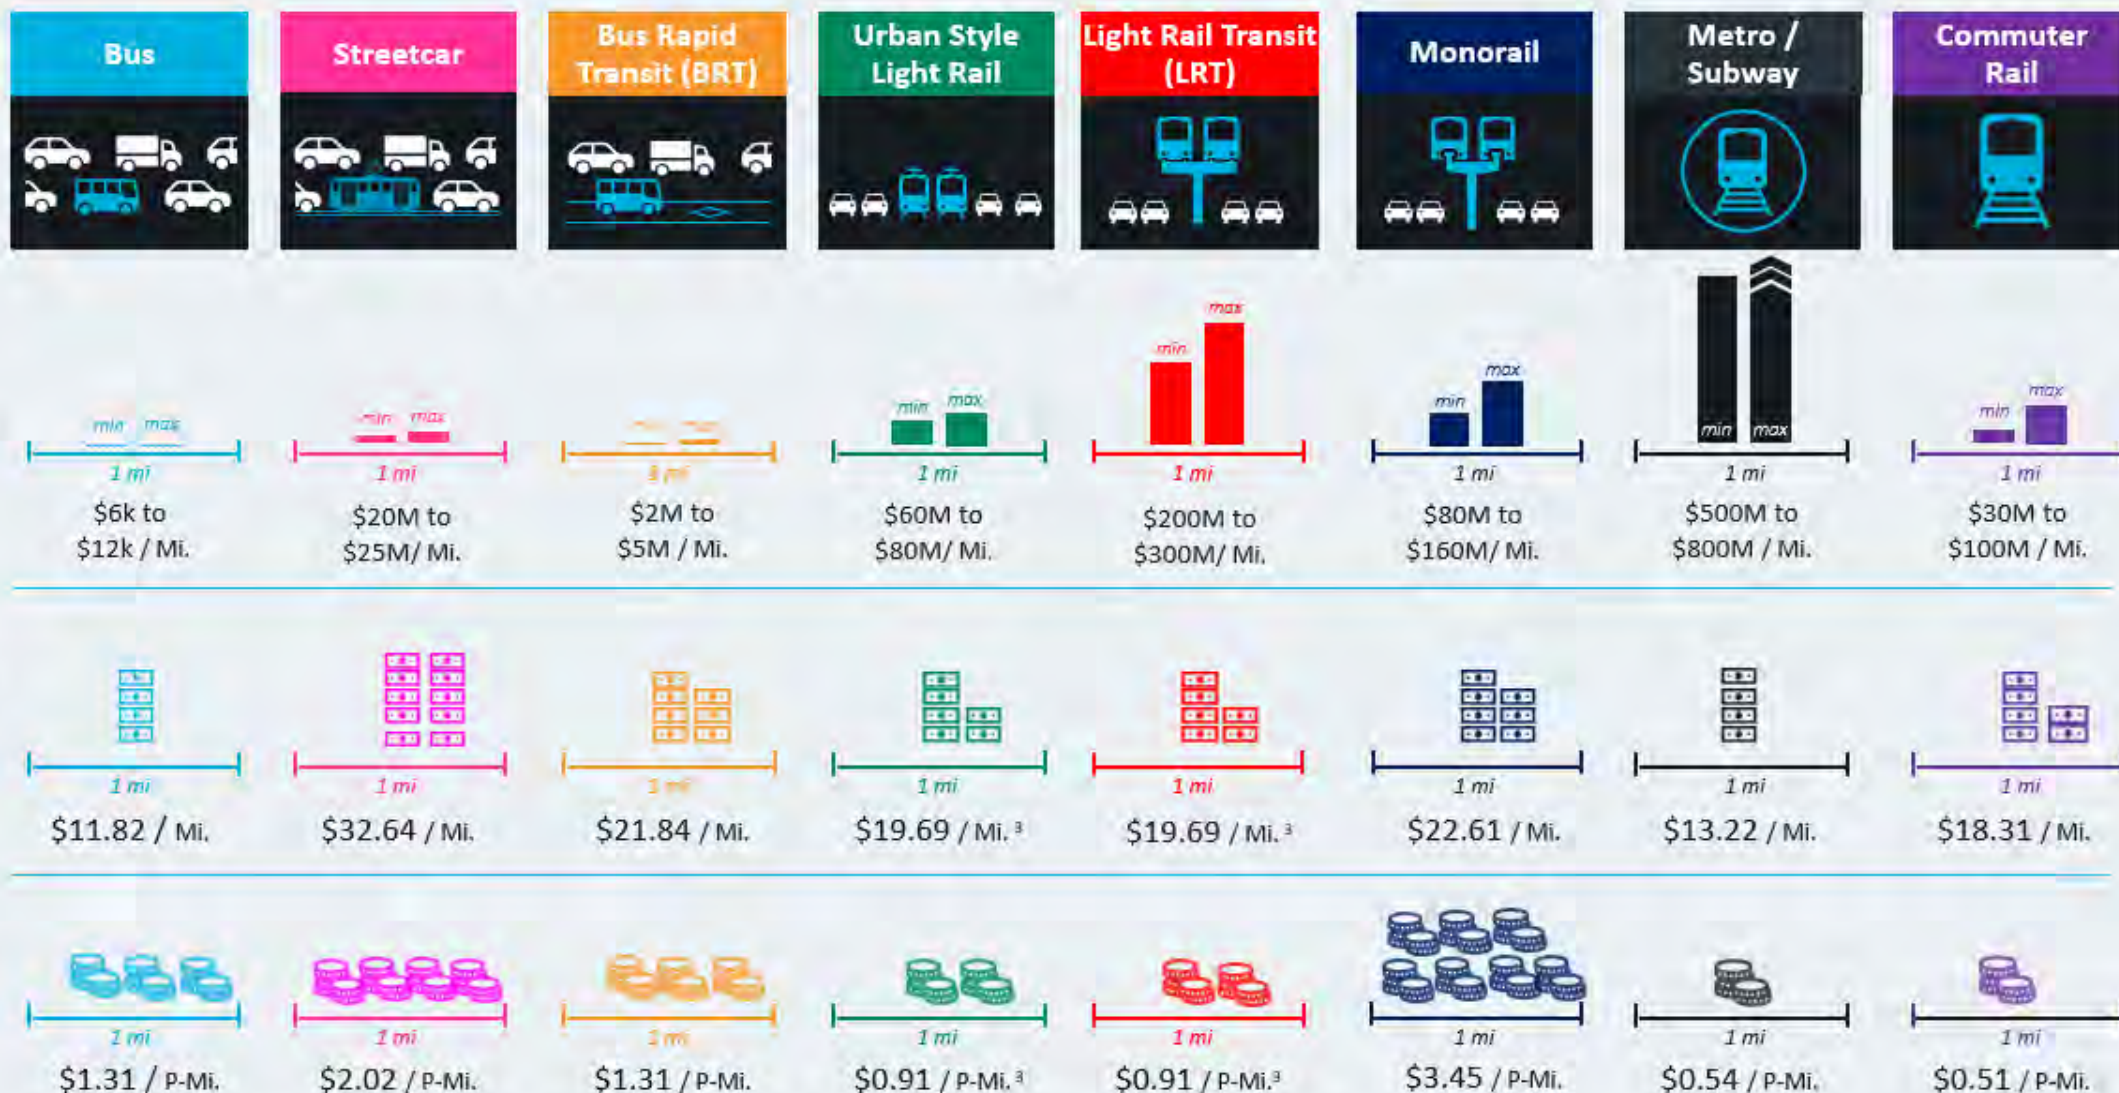 Bus
Streetcar
Bus Rapid
Transit (BRT)
Urban Style
Light Rail
Light Rail Transit
(LRT)
Monorail
Metro /
Subway
Commuter
Rail
min max
min max
min max
min max
min max
min max
min max
min max
1 mi
1 mi
1 mi
1 mi
1 mi
1 mi
1 mi
1 mi
$6k to
$12k / Mi.
$20M to
$25M/ Mi.
$2M to
$5M / Mi.
$60M to
$80M/ Mi.
$200M to
$300M/ Mi.
$80M to
$160M/ Mi.
$500M to
$800M / Mi.
$30M to
$100M / Mi.
1 mi
1 mi
1 mi
1 mi
1 mi
1 mi
1 mi
1 mi
$11.82 / Mi.
$32.64 / Mi.
$21.84 / Mi.
$19.69 / Mi. ³
$19.69 / Mi. ³
$22.61 / Mi.
$13.22 / Mi.
$18.31 / Mi.
1 mi
1 mi
1 mi
1 mi
1 mi
1 mi
1 mi
1 mi
$1.31 / P-Mi.
$2.02 / P-Mi.
$1.31 / P-Mi.
$0.91 / P-Mi.³
$0.91 / P-Mi.³
$3.45 / P-Mi.
$0.54 / P-Mi.
$0.51 / P-Mi.